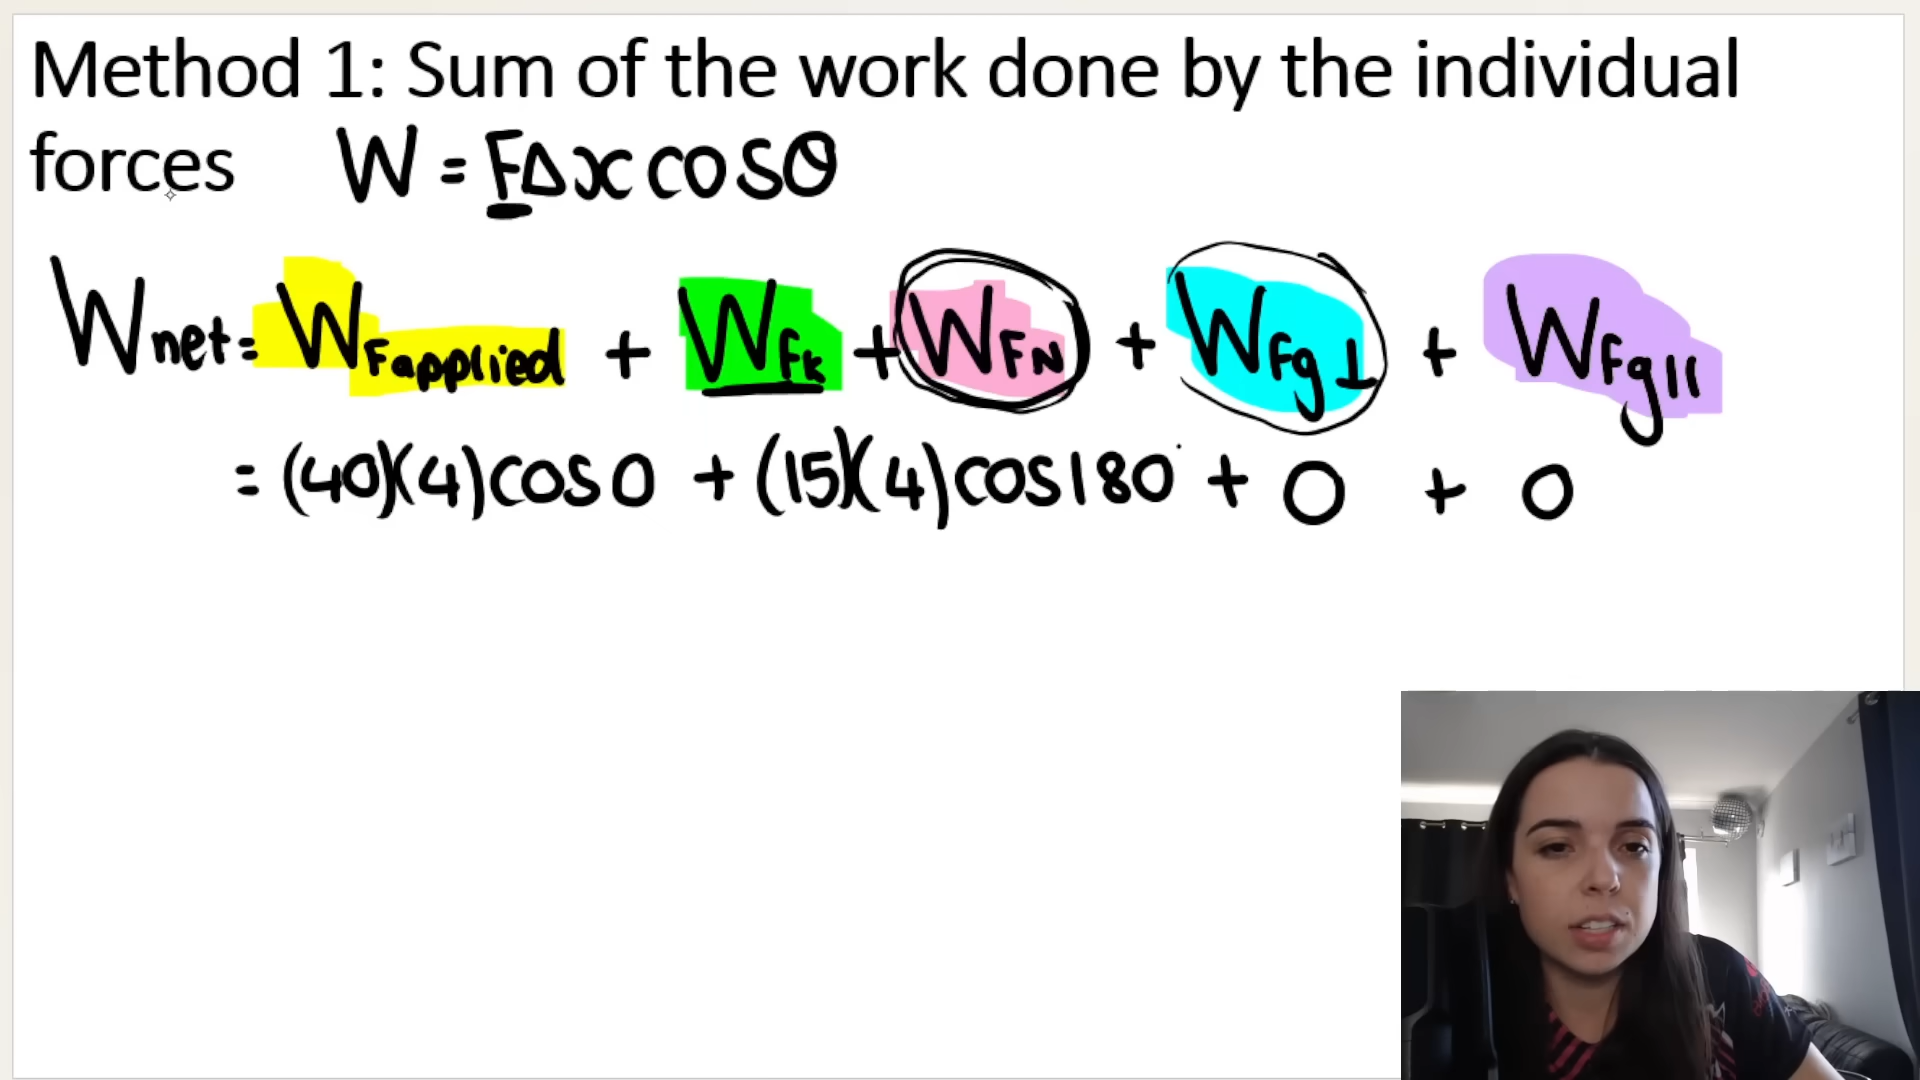 Method 1: Sum of the work done by the individual
forces W = FΔx cosθ
Wnet = WFapplied + Wfk + WFN + WFg⊥ + WFg||
= (40)(4)cos0 + (15)(4)cos180 + 0 + 0